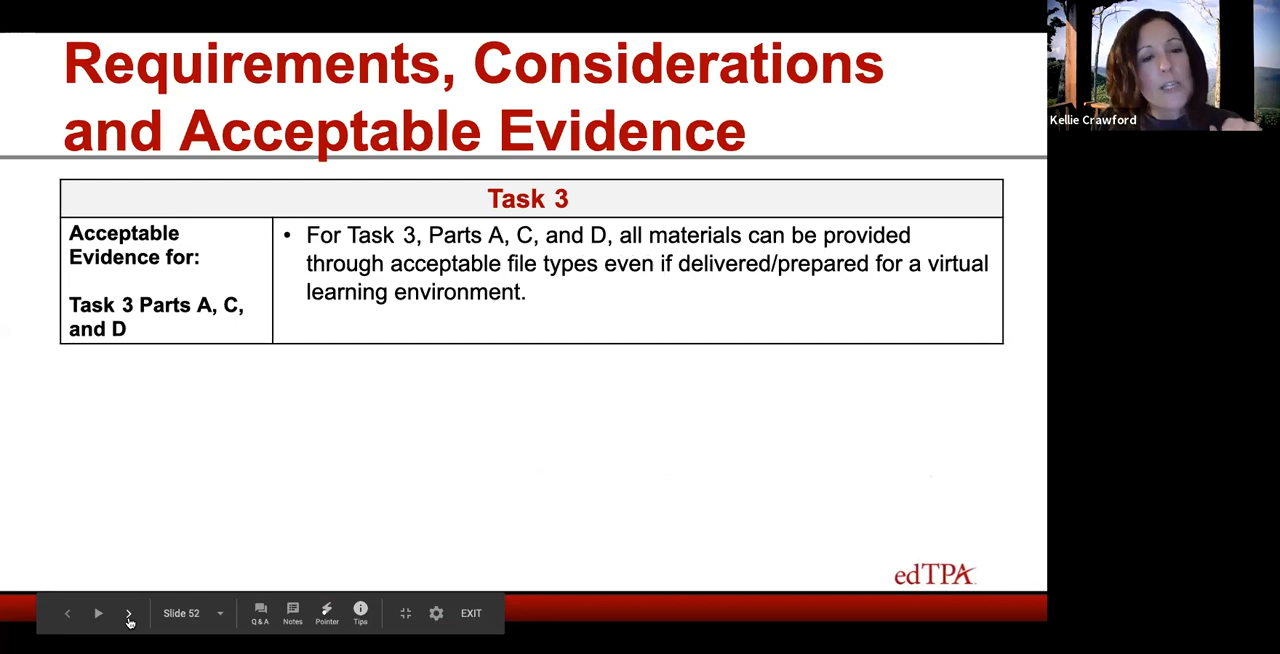 Requirements, Considerations
and Acceptable Evidence
Kellie Crawford
Task 3
Acceptable
Evidence for:
Task 3 Parts A, C,
and D
• For Task 3, Parts A, C, and D, all materials can be provided
through acceptable file types even if delivered/prepared for a virtual
learning environment.
edTPA
Slide 52
Q & A
Notes
Pointer
Tips
EXIT